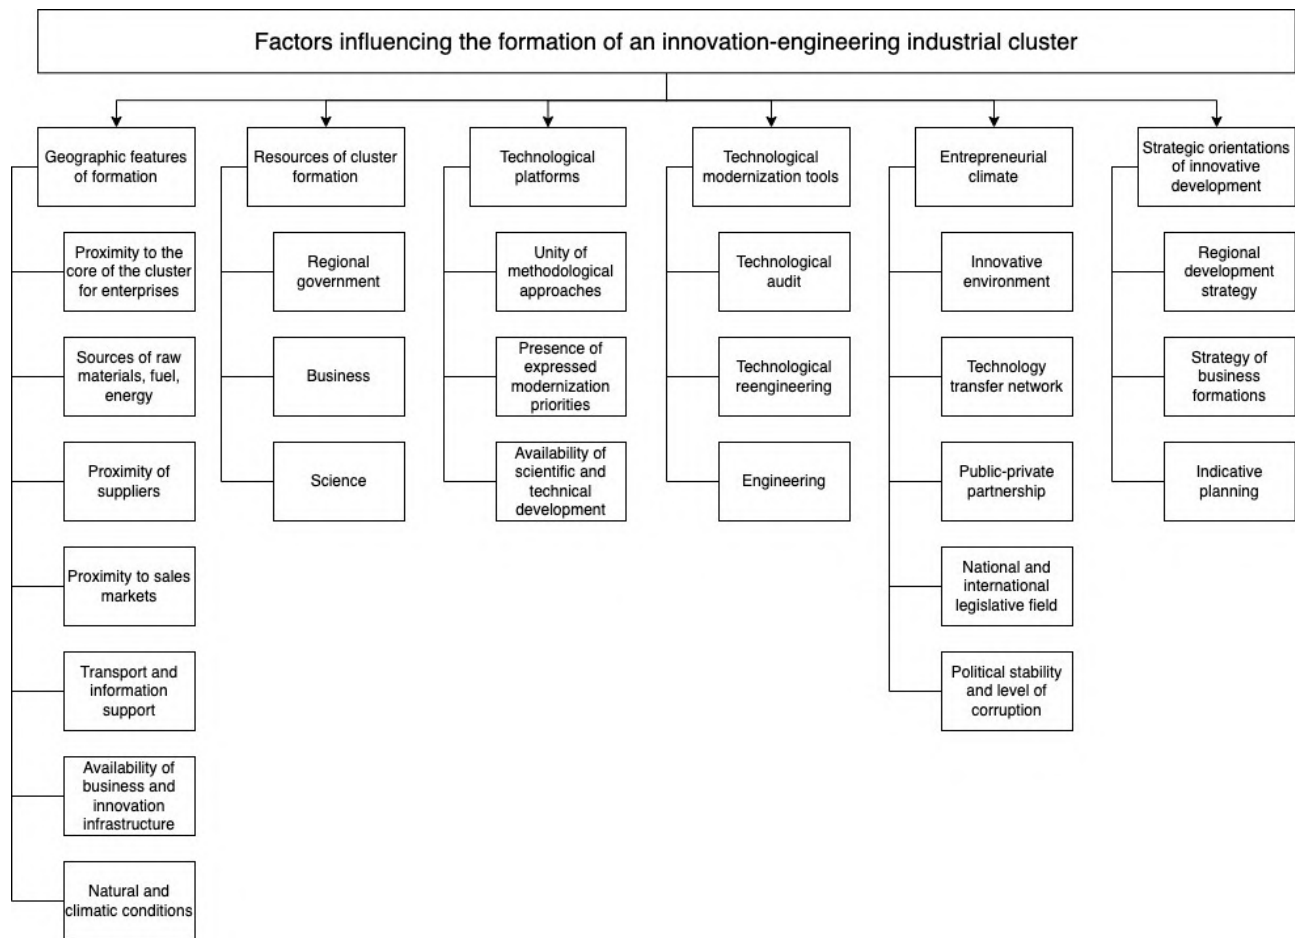 Factors influencing the formation of an innovation-engineering industrial cluster
Geographic features
of formation
Proximity to the
core of the cluster
for enterprises
Sources of raw
materials, fuel,
energy
Proximity of
suppliers
Proximity to sales
markets
Transport and
information
support
Availability of
business and
innovation
infrastructure
Natural and
climatic conditions
Resources of cluster
formation
Regional
government
Business
Science
Technological
platforms
Unity of
methodological
approaches
Presence of
expressed
modernization
priorities
Availability of
scientific and
technical
development
Technological
modernization tools
Technological
audit
Technological
reengineering
Engineering
Entrepreneurial
climate
Innovative
environment
Technology
transfer network
Public-private
partnership
National and
international
legislative field
Political stability
and level of
corruption
Strategic orientations
of innovative
development
Regional
development
strategy
Strategy of
business
formations
Indicative
planning